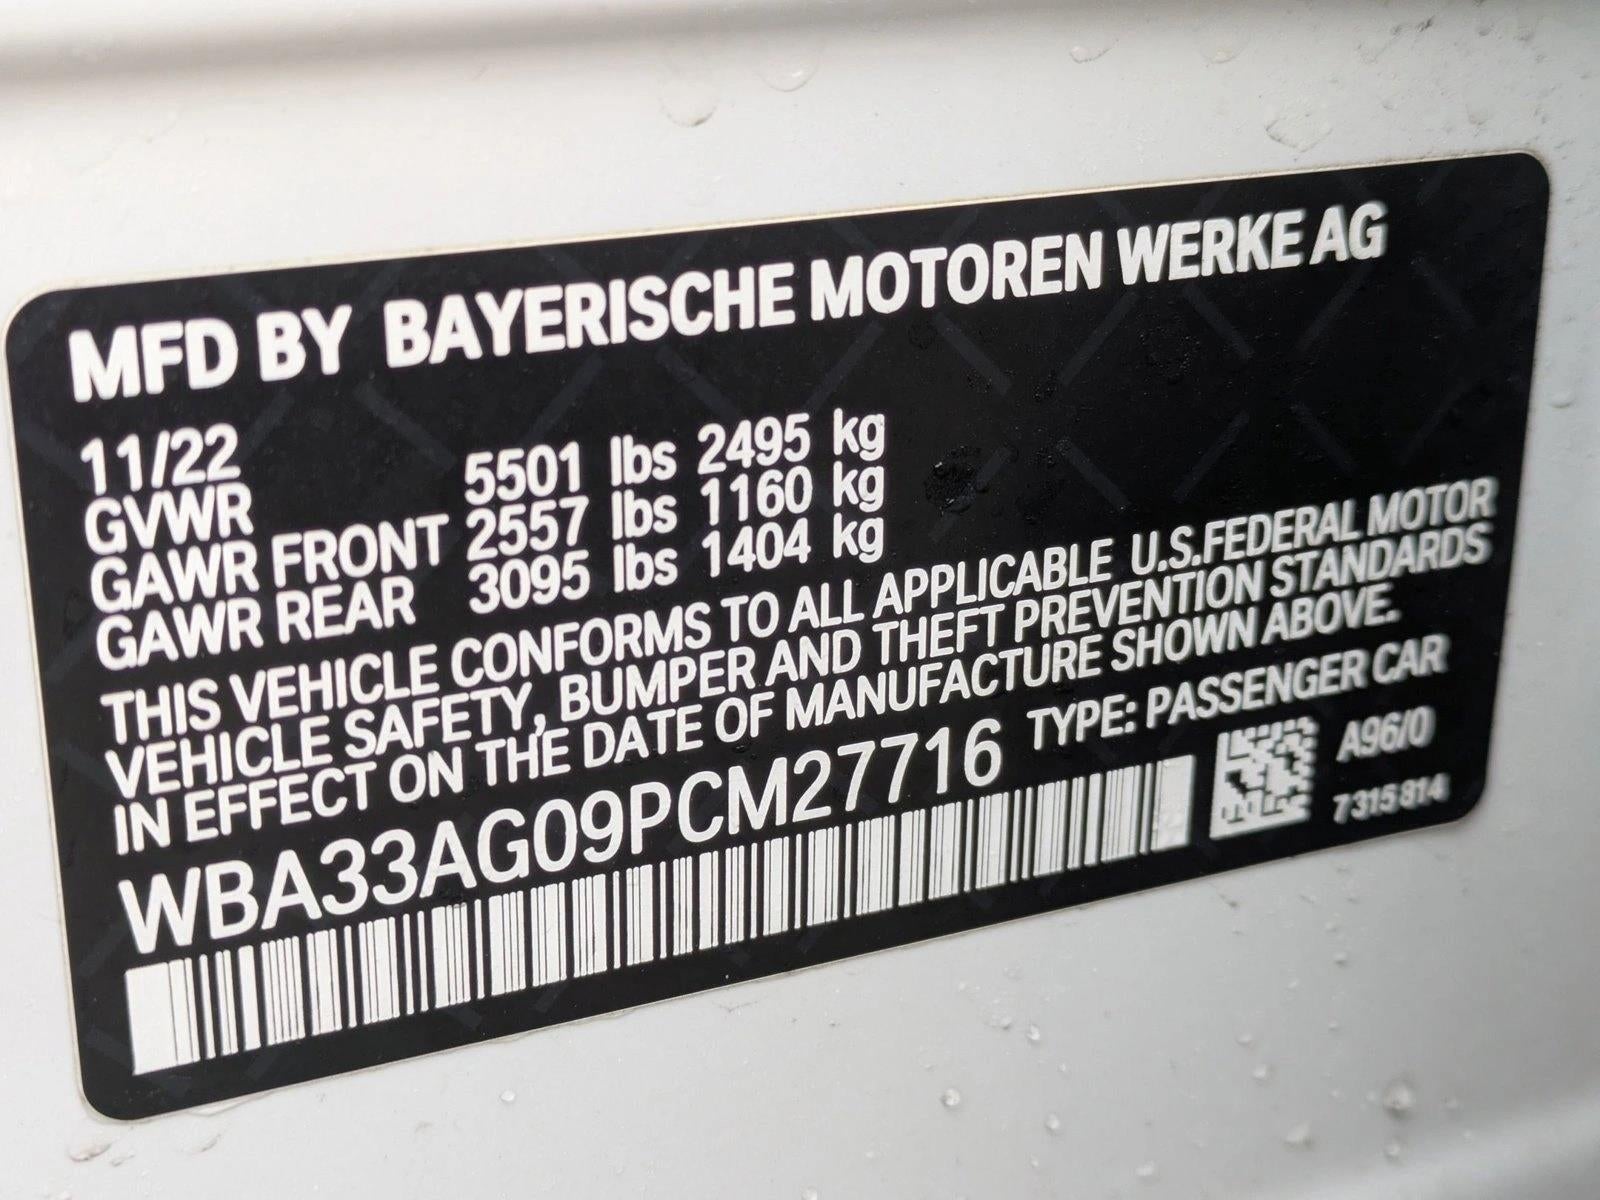 MFD BY BAYERISCHE MOTOREN WERKE AG
11/22
GVWR 5501 lbs 2495 kg
GAWR FRONT 2557 lbs 1160 kg
GAWR REAR 3095 lbs 1404 kg
THIS VEHICLE CONFORMS TO ALL APPLICABLE U.S.FEDERAL MOTOR
VEHICLE SAFETY, BUMPER AND THEFT PREVENTION STANDARDS
IN EFFECT ON THE DATE OF MANUFACTURE SHOWN ABOVE.
WBA33AG09PCM27716 TYPE: PASSENGER CAR
A96/0
7 315 814